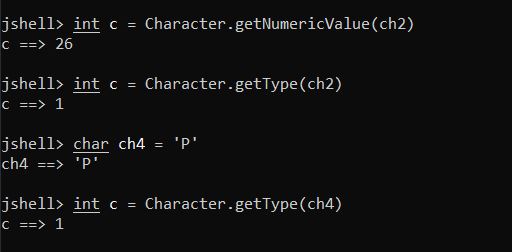 jshell> int c = Character.getNumericValue(ch2)
c ==> 26
jshell> int c = Character.getType(ch2)
c ==> 1
jshell> char ch4 = 'P'
ch4 ==> 'P'
jshell> int c = Character.getType(ch4)
c ==> 1